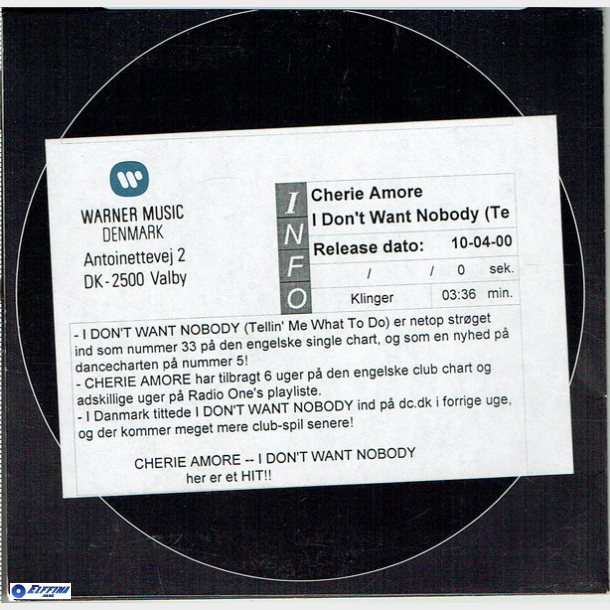 WARNER MUSIC
DENMARK
Antoinettevej 2
DK-2500 Valby
INFO
Cherie Amore
I Don't Want Nobody (Te
Release dato: 10-04-00
/ / 0 sek.
Klinger 03:36 min.
- I DON'T WANT NOBODY (Tellin' Me What To Do) er netop strøget
ind som nummer 33 på den engelske single chart, og som en nyhed på
dancecharten på nummer 5!
- CHERIE AMORE har tilbragt 6 uger på den engelske club chart og
adskillige uger på Radio One's playliste.
- I Danmark tittede I DON'T WANT NOBODY ind på dc.dk i forrige uge,
og der kommer meget mere club-spil senere!
CHERIE AMORE -- I DON'T WANT NOBODY
her er et HIT!!